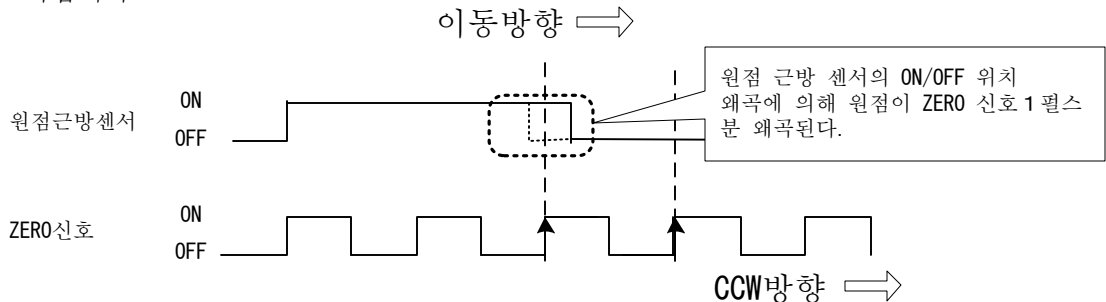 이동방향
원점 근방 센서의 ON/OFF 위치
왜곡에 의해 원점이 ZERO 신호 1 펄스
분 왜곡된다.
원점근방센서
ON
OFF
ZERO신호
ON
OFF
CCW방향